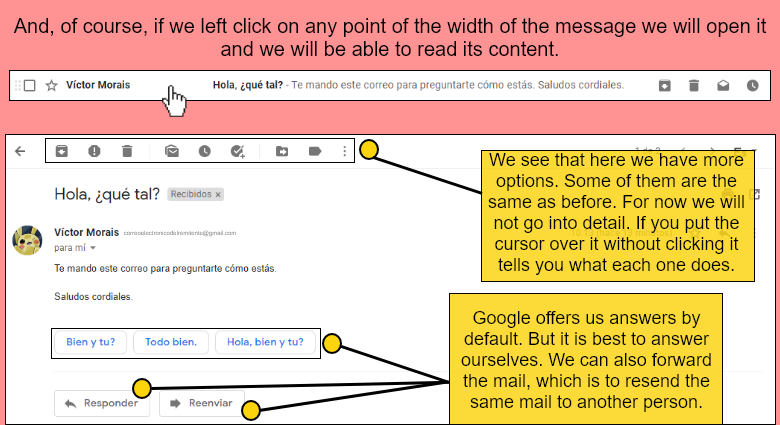 And, of course, if we left click on any point of the width of the message we will open it
and we will be able to read its content.
Víctor Morais Hola, ¿qué tal? - Te mando este correo para preguntarte cómo estás. Saludos cordiales.
We see that here we have more
options. Some of them are the
same as before. For now we will
not go into detail. If you put the
cursor over it without clicking it
tells you what each one does.
Hola, ¿qué tal? Recibidos ×
Víctor Morais correoelectronicodelremitente@gmail.com
para mí
Te mando este correo para preguntarte cómo estás.
Saludos cordiales.
Google offers us answers by
default. But it is best to answer
ourselves. We can also forward
the mail, which is to resend the
same mail to another person.
Bien y tu? Todo bien. Hola, bien y tu?
Responder Reenviar